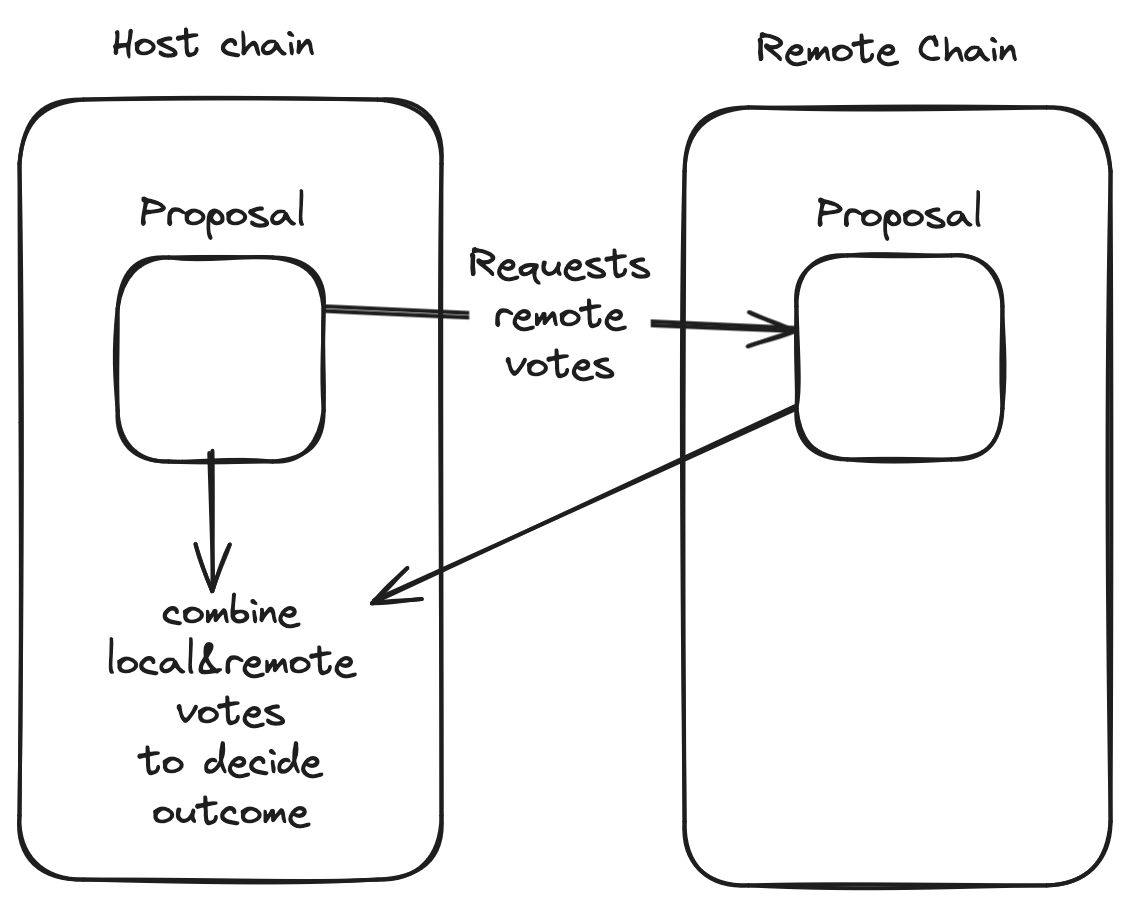 Host chain
Remote Chain
Proposal
Proposal
Requests
remote
votes
combine
local&remote
votes
to decide
outcome